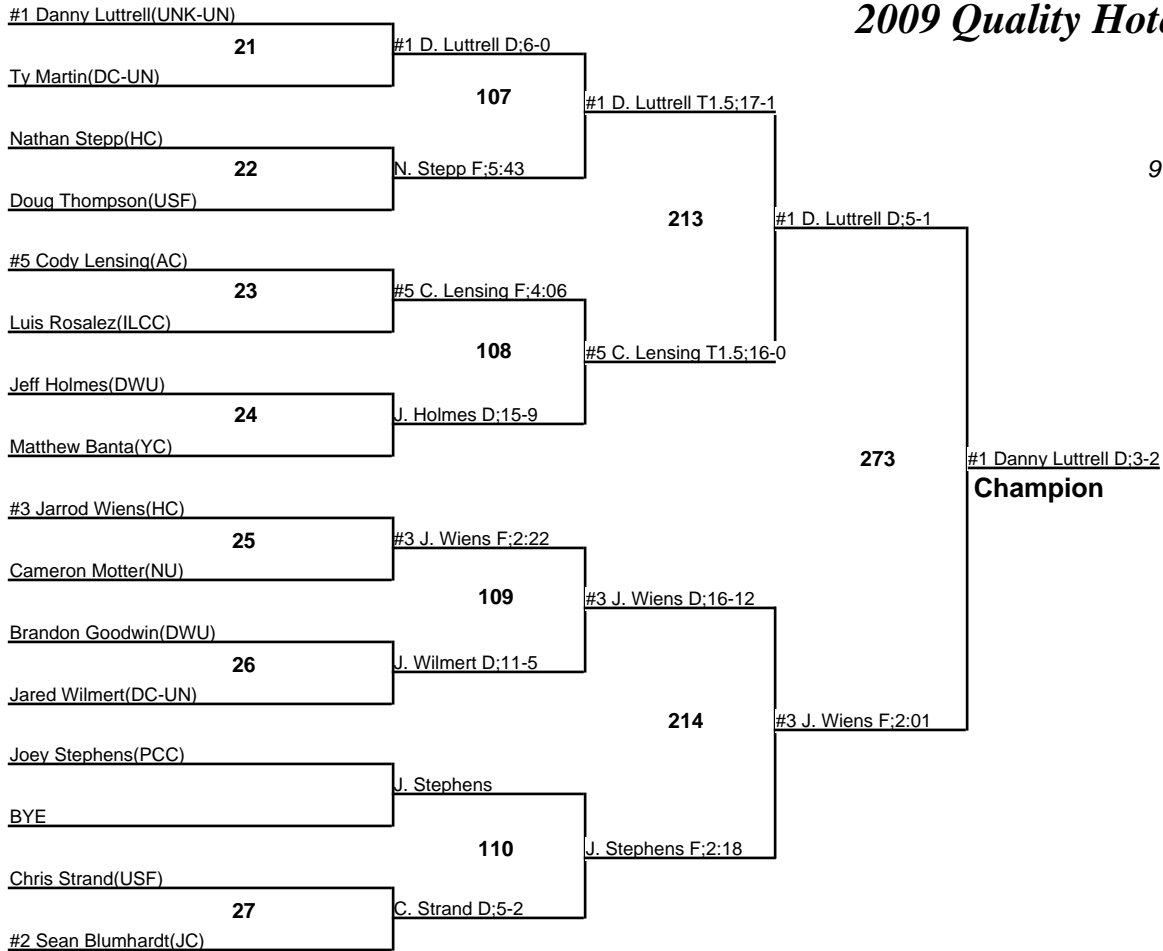 #1 Danny Luttrell(UNK-UN)
2009 Quality Hot
21
#1 D. Luttrell D;6-0
Ty Martin(DC-UN)
107
#1 D. Luttrell T1.5;17-1
Nathan Stepp(HC)
22
N. Stepp F;5:43
9
Doug Thompson(USF)
213
#1 D. Luttrell D;5-1
#5 Cody Lensing(AC)
23
#5 C. Lensing F;4:06
Luis Rosalez(ILCC)
108
#5 C. Lensing T1.5;16-0
Jeff Holmes(DWU)
24
J. Holmes D;15-9
Matthew Banta(YC)
273
#1 Danny Luttrell D;3-2
Champion
#3 Jarrod Wiens(HC)
25
#3 J. Wiens F;2:22
Cameron Motter(NU)
109
#3 J. Wiens D;16-12
Brandon Goodwin(DWU)
26
J. Wilmert D;11-5
Jared Wilmert(DC-UN)
214
#3 J. Wiens F;2:01
Joey Stephens(PCC)
J. Stephens
BYE
110
J. Stephens F;2:18
Chris Strand(USF)
27
C. Strand D;5-2
#2 Sean Blumhardt(JC)